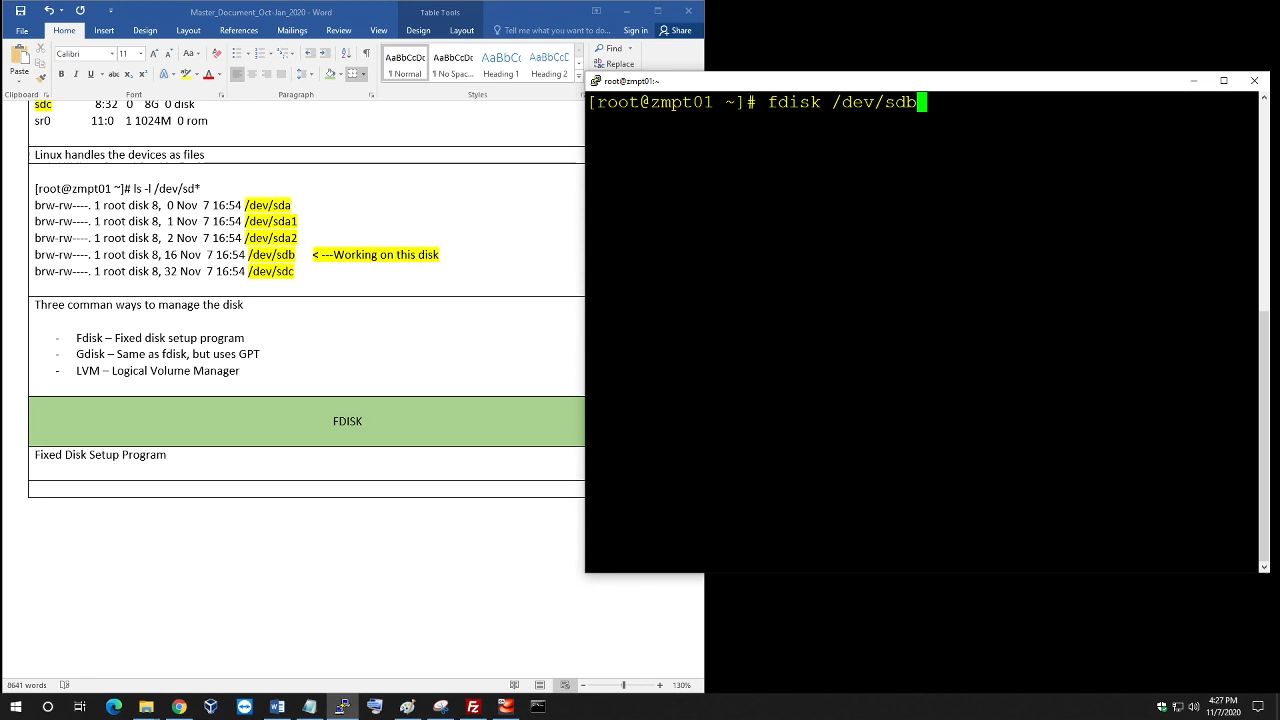 Master_Document_Oct-Jan_2020 - Word
Table Tools
File
Home
Insert
Draw
Design
Layout
References
Mailings
Review
View
Design
Layout
Tell me what you want to do...
Sign in
Share
Paste
Calibri
11
AaBbCcDc
AaBbCcDc
AaBbCc
AaBbCcD
¶ Normal
¶ No Spac...
Heading 1
Heading 2
Find
Replace
Clipboard
Font
Paragraph
Styles
sdc 8:32 0 8G 0 disk
sr0 11:0 1 1024M 0 rom
Linux handles the devices as files
[root@zmpt01 ~]# ls -l /dev/sd*
brw-rw----. 1 root disk 8, 0 Nov 7 16:54 /dev/sda
brw-rw----. 1 root disk 8, 1 Nov 7 16:54 /dev/sda1
brw-rw----. 1 root disk 8, 2 Nov 7 16:54 /dev/sda2
brw-rw----. 1 root disk 8, 16 Nov 7 16:54 /dev/sdb < ---Working on this disk
brw-rw----. 1 root disk 8, 32 Nov 7 16:54 /dev/sdc
Three comman ways to manage the disk
- Fdisk – Fixed disk setup program
- Gdisk – Same as fdisk, but uses GPT
- LVM – Logical Volume Manager
FDISK
Fixed Disk Setup Program
root@zmpt01:~
[root@zmpt01 ~]# fdisk /dev/sdb
8641 words
130%
4:27 PM
11/7/2020